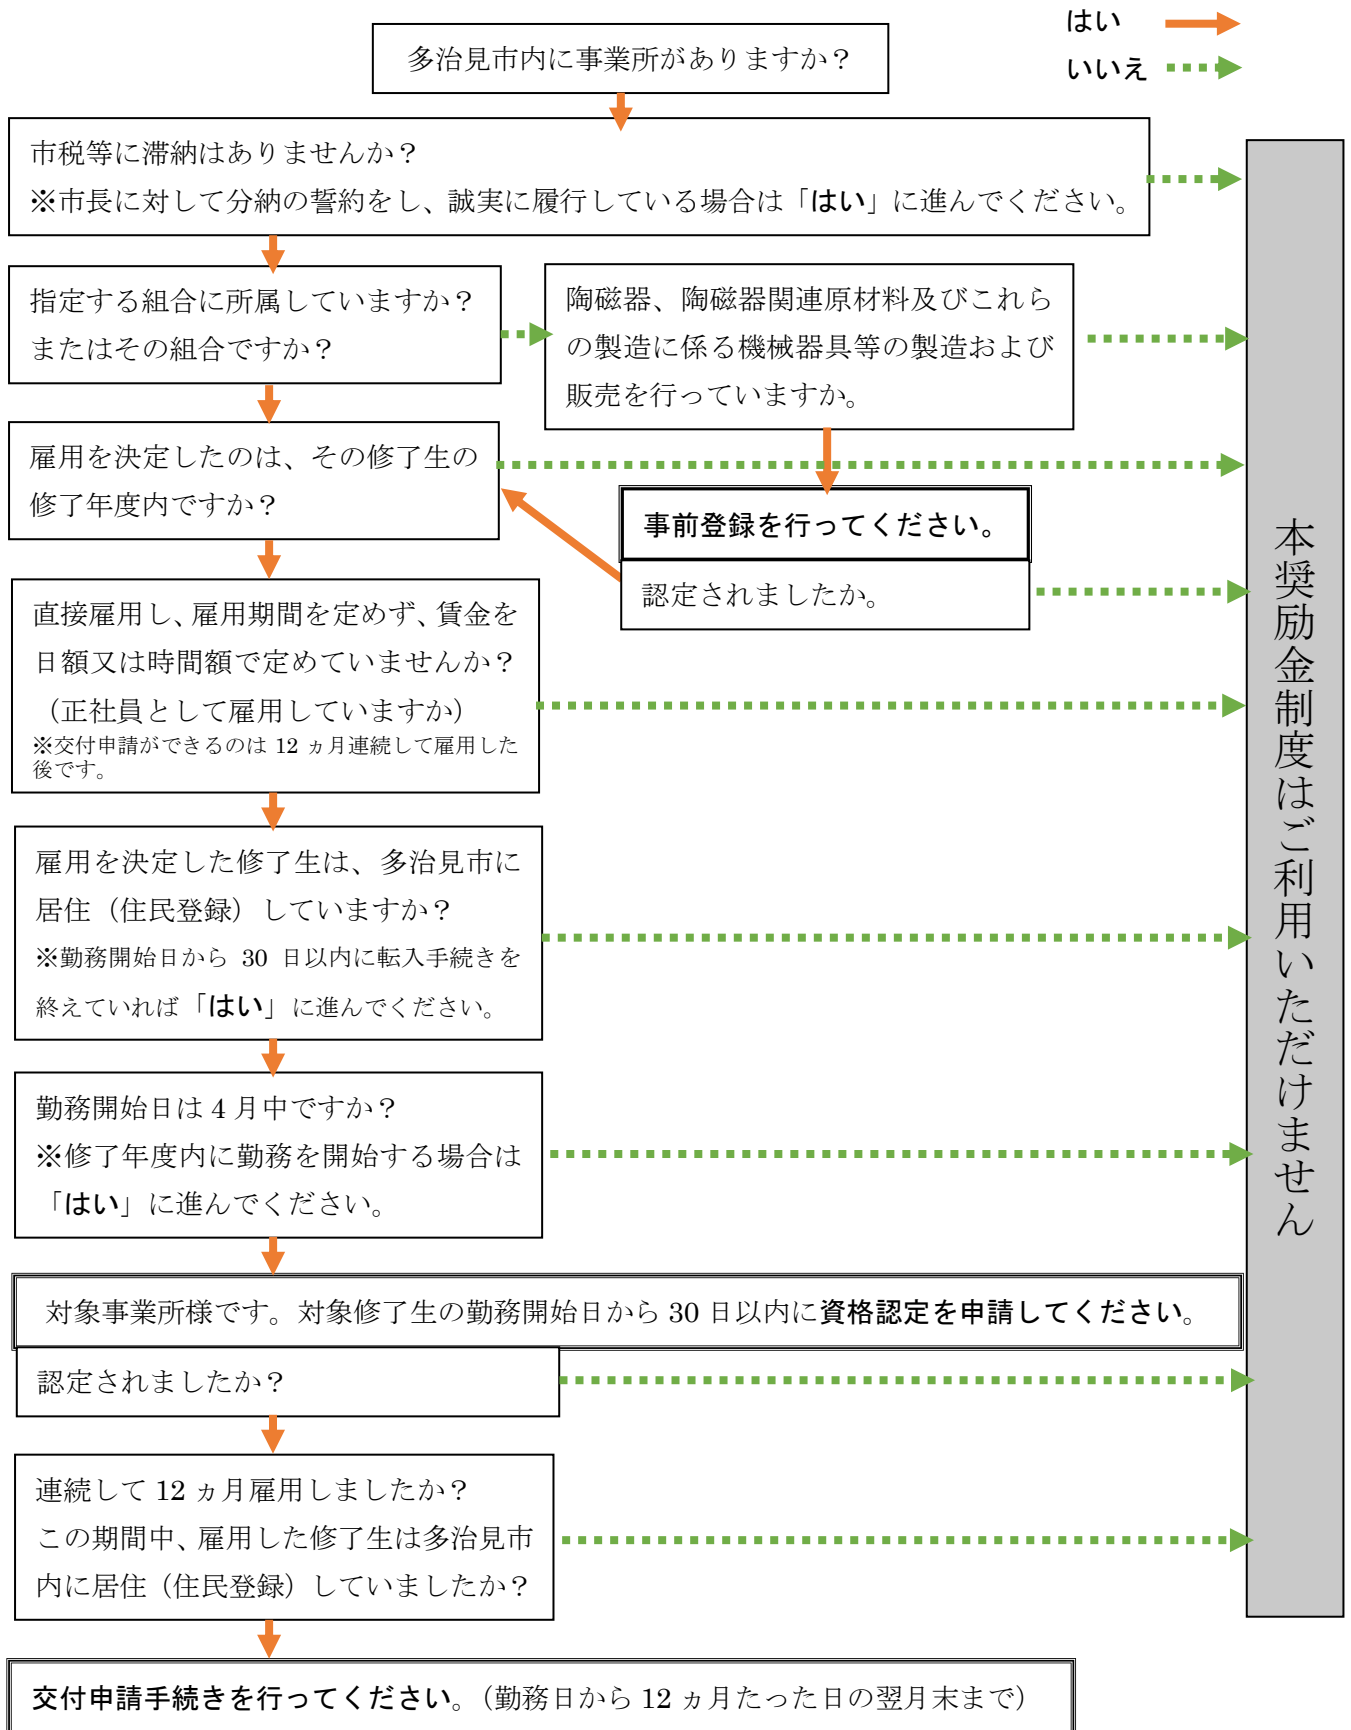 はい
いいえ
多治見市内に事業所がありますか？
市税等に滞納はありませんか？
※市長に対して分納の誓約をし、誠実に履行している場合は「はい」に進んでください。
指定する組合に所属していますか？
またはその組合ですか？
陶磁器、陶磁器関連原材料及びこれら
の製造に係る機械器具等の製造および
販売を行っていますか。
雇用を決定したのは、その修了生の
修了年度内ですか？
事前登録を行ってください。
認定されましたか。
直接雇用し、雇用期間を定めず、賃金を
日額又は時間額で定めていませんか？
（正社員として雇用していますか）
※交付申請ができるのは 12 ヵ月連続して雇用した
後です。
雇用を決定した修了生は、多治見市に
居住（住民登録）していますか？
※勤務開始日から 30 日以内に転入手続きを
終えていれば「はい」に進んでください。
勤務開始日は 4 月中ですか？
※修了年度内に勤務を開始する場合は
「はい」に進んでください。
対象事業所様です。対象修了生の勤務開始日から 30 日以内に資格認定を申請してください。
認定されましたか？
連続して 12 ヵ月雇用しましたか？
この期間中、雇用した修了生は多治見市
内に居住（住民登録）していましたか？
交付申請手続きを行ってください。（勤務日から 12 ヵ月たった日の翌月末まで）
本奨励金制度はご利用いただけません